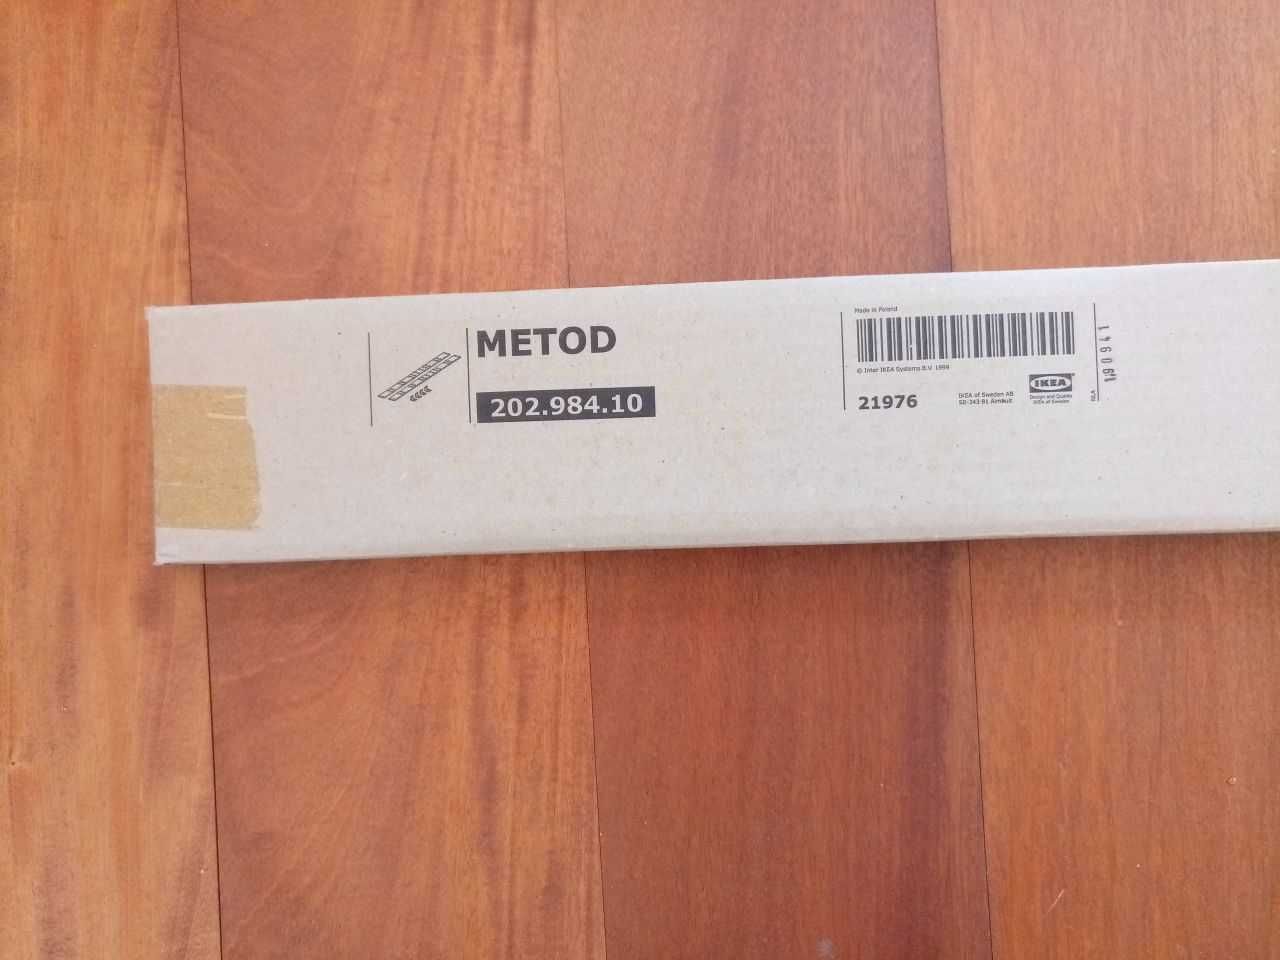 METOD
202.984.10
Made in Poland
© Inter IKEA Systems B.V. 1999
21976
IKEA of Sweden AB
SE-343 81 Älmhult
IKEA
Design and Quality
IKEA of Sweden